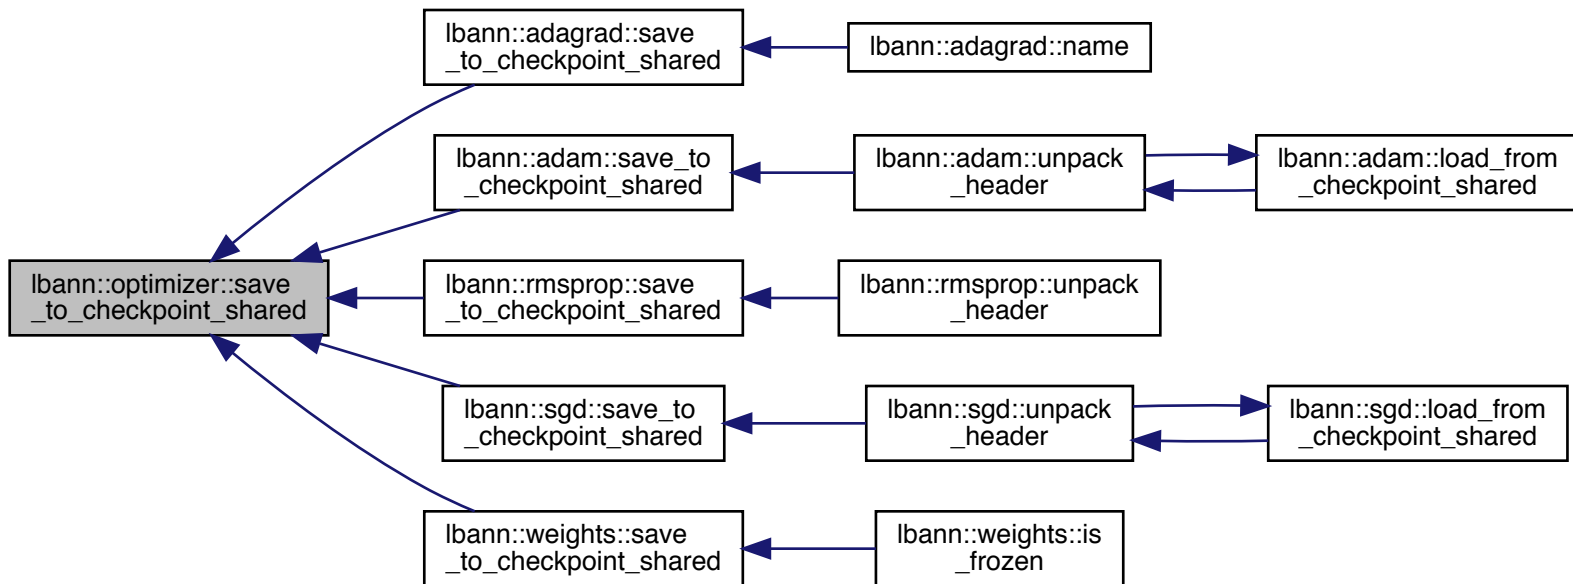 lbann::adagrad::save
_to_checkpoint_shared
lbann::adagrad::name
lbann::adam::save_to
_checkpoint_shared
lbann::adam::unpack
_header
lbann::adam::load_from
_checkpoint_shared
lbann::optimizer::save
_to_checkpoint_shared
lbann::rmsprop::save
_to_checkpoint_shared
lbann::rmsprop::unpack
_header
lbann::sgd::save_to
_checkpoint_shared
lbann::sgd::unpack
_header
lbann::sgd::load_from
_checkpoint_shared
lbann::weights::save
_to_checkpoint_shared
lbann::weights::is
_frozen